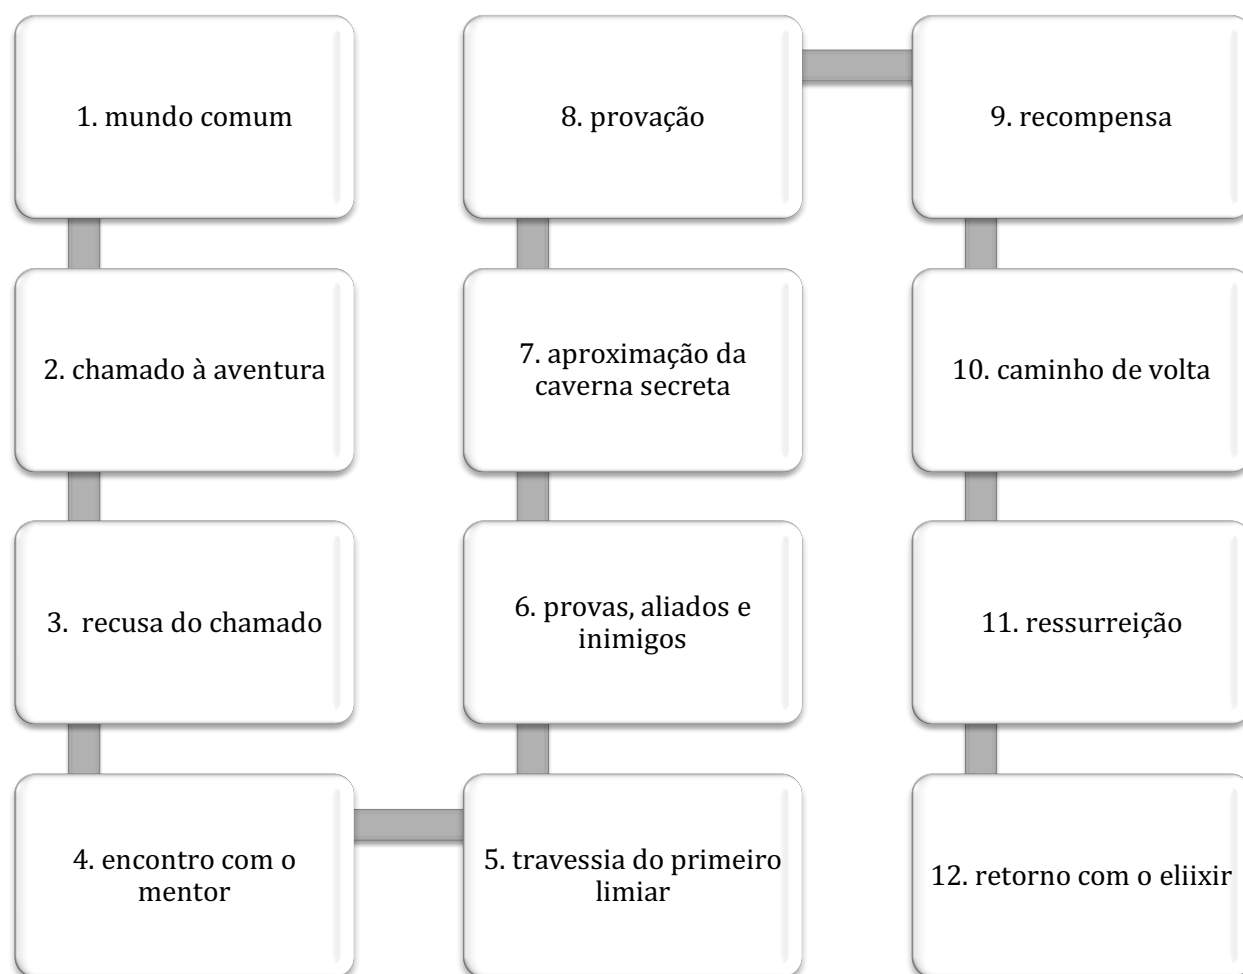 1. mundo comum
2. chamado à aventura
3.  recusa do chamado
4. encontro com o
mentor
5. travessia do primeiro
limiar
6. provas, aliados e
inimigos
7. aproximação da
caverna secreta
8. provação
9. recompensa
10. caminho de volta
11. ressurreição
12. retorno com o eliixir